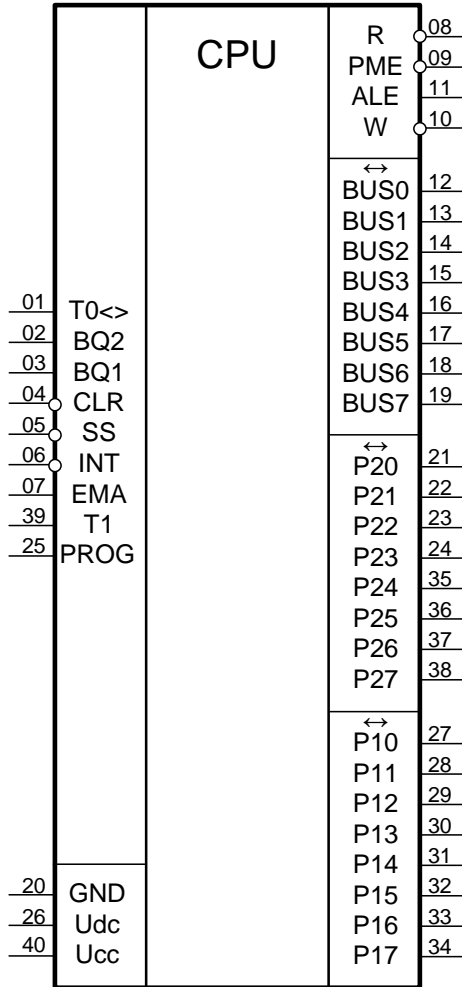 CPU
01 T0<>
02 BQ2
03 BQ1
04 CLR
05 SS
06 INT
07 EMA
39 T1
25 PROG
20 GND
26 Udc
40 Ucc
R 08
PME 09
ALE 11
W 10
↔
BUS0 12
BUS1 13
BUS2 14
BUS3 15
BUS4 16
BUS5 17
BUS6 18
BUS7 19
↔
P20 21
P21 22
P22 23
P23 24
P24 35
P25 36
P26 37
P27 38
↔
P10 27
P11 28
P12 29
P13 30
P14 31
P15 32
P16 33
P17 34